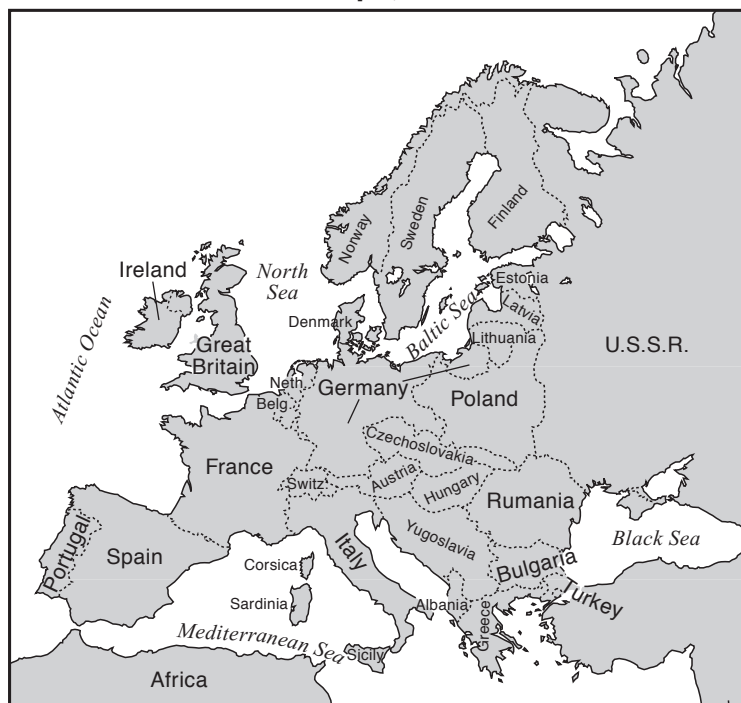 Norway
Sweden
Finland
Ireland
North
Sea
Estonia
Latvia
Baltic Sea
Denmark
Lithuania
Atlantic Ocean
Great
Britain
U.S.S.R.
Neth.
Germany
Belg.
Poland
Czechoslovakia
France
Switz.
Austria
Hungary
Rumania
Portugal
Spain
Italy
Yugoslavia
Black Sea
Corsica
Bulgaria
Sardinia
Albania
Greece
Turkey
Mediterranean Sea
Sicily
Africa